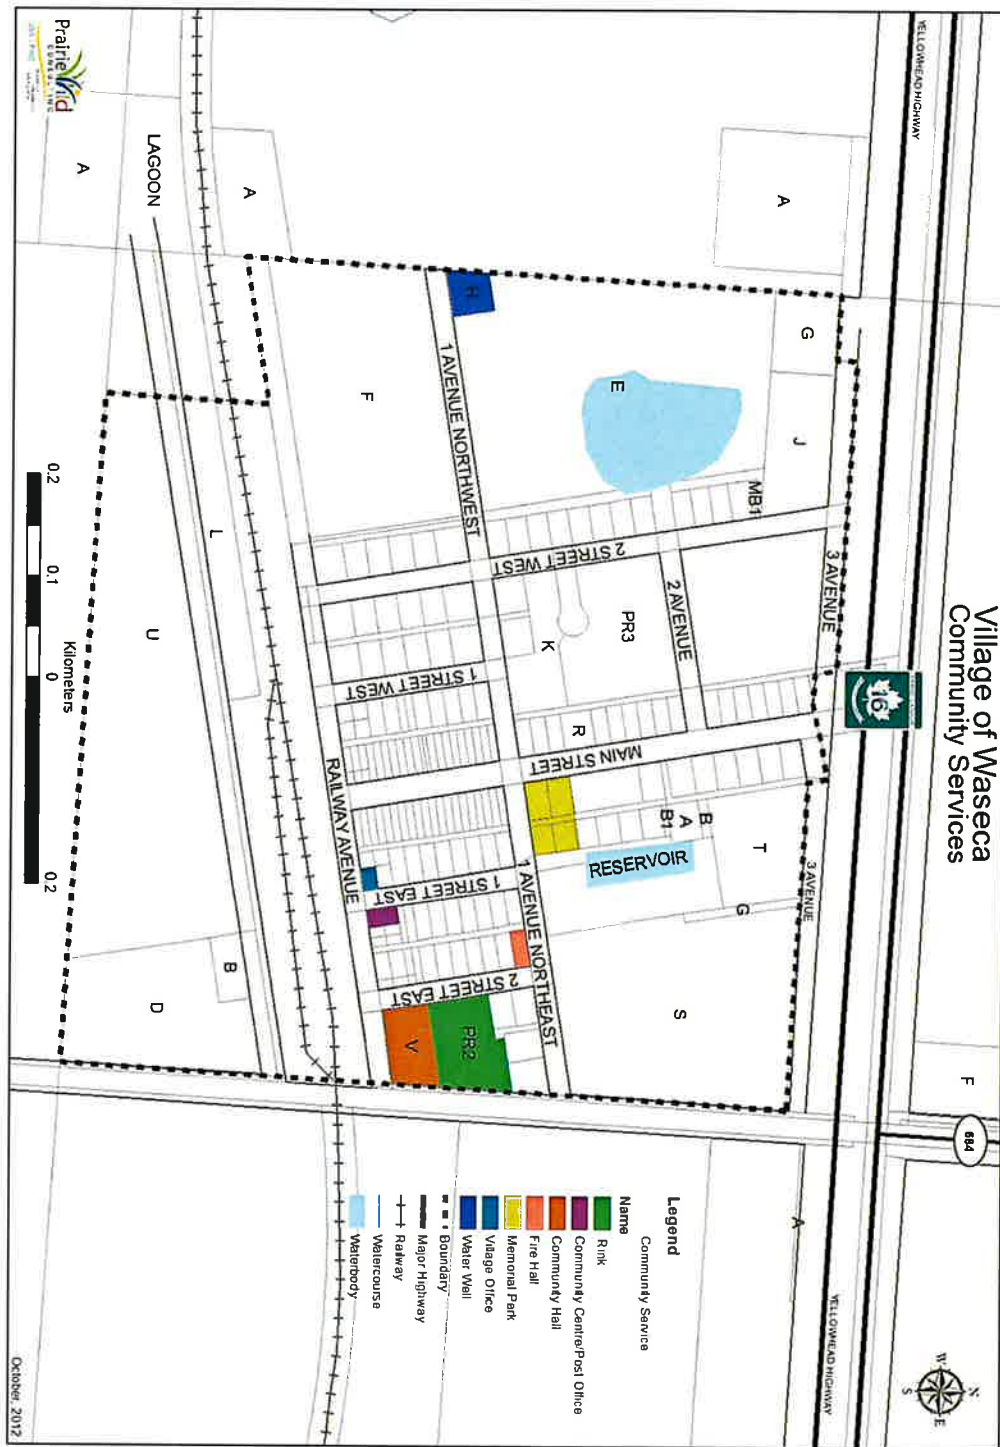 Village of Waseca
Community Services
YELLOWHEAD HIGHWAY
YELLOWHEAD HIGHWAY
16
684
N
W
E
S
A
F
A
G
J
3 AVENUE
3 AVENUE
E
MB1
2 AVENUE
PR3
K
R
T
B
A
B1
RESERVOIR
G
S
H
1 AVENUE NORTHWEST
1 AVENUE NORTHEAST
2 STREET WEST
1 STREET WEST
MAIN STREET
1 STREET EAST
2 STREET EAST
PR2
V
F
RAILWAY AVENUE
A
LAGOON
A
L
U
B
D
A
Legend
Community Service
Name
Rink
Community Centre/Post Office
Community Hall
Fire Hall
Memorial Park
Village Office
Water Well
Boundary
Major Highway
Railway
Watercourse
Waterbody
0.2
0.1
0
0.2
Kilometers
Prairie Wild
CONSULTING
October, 2012